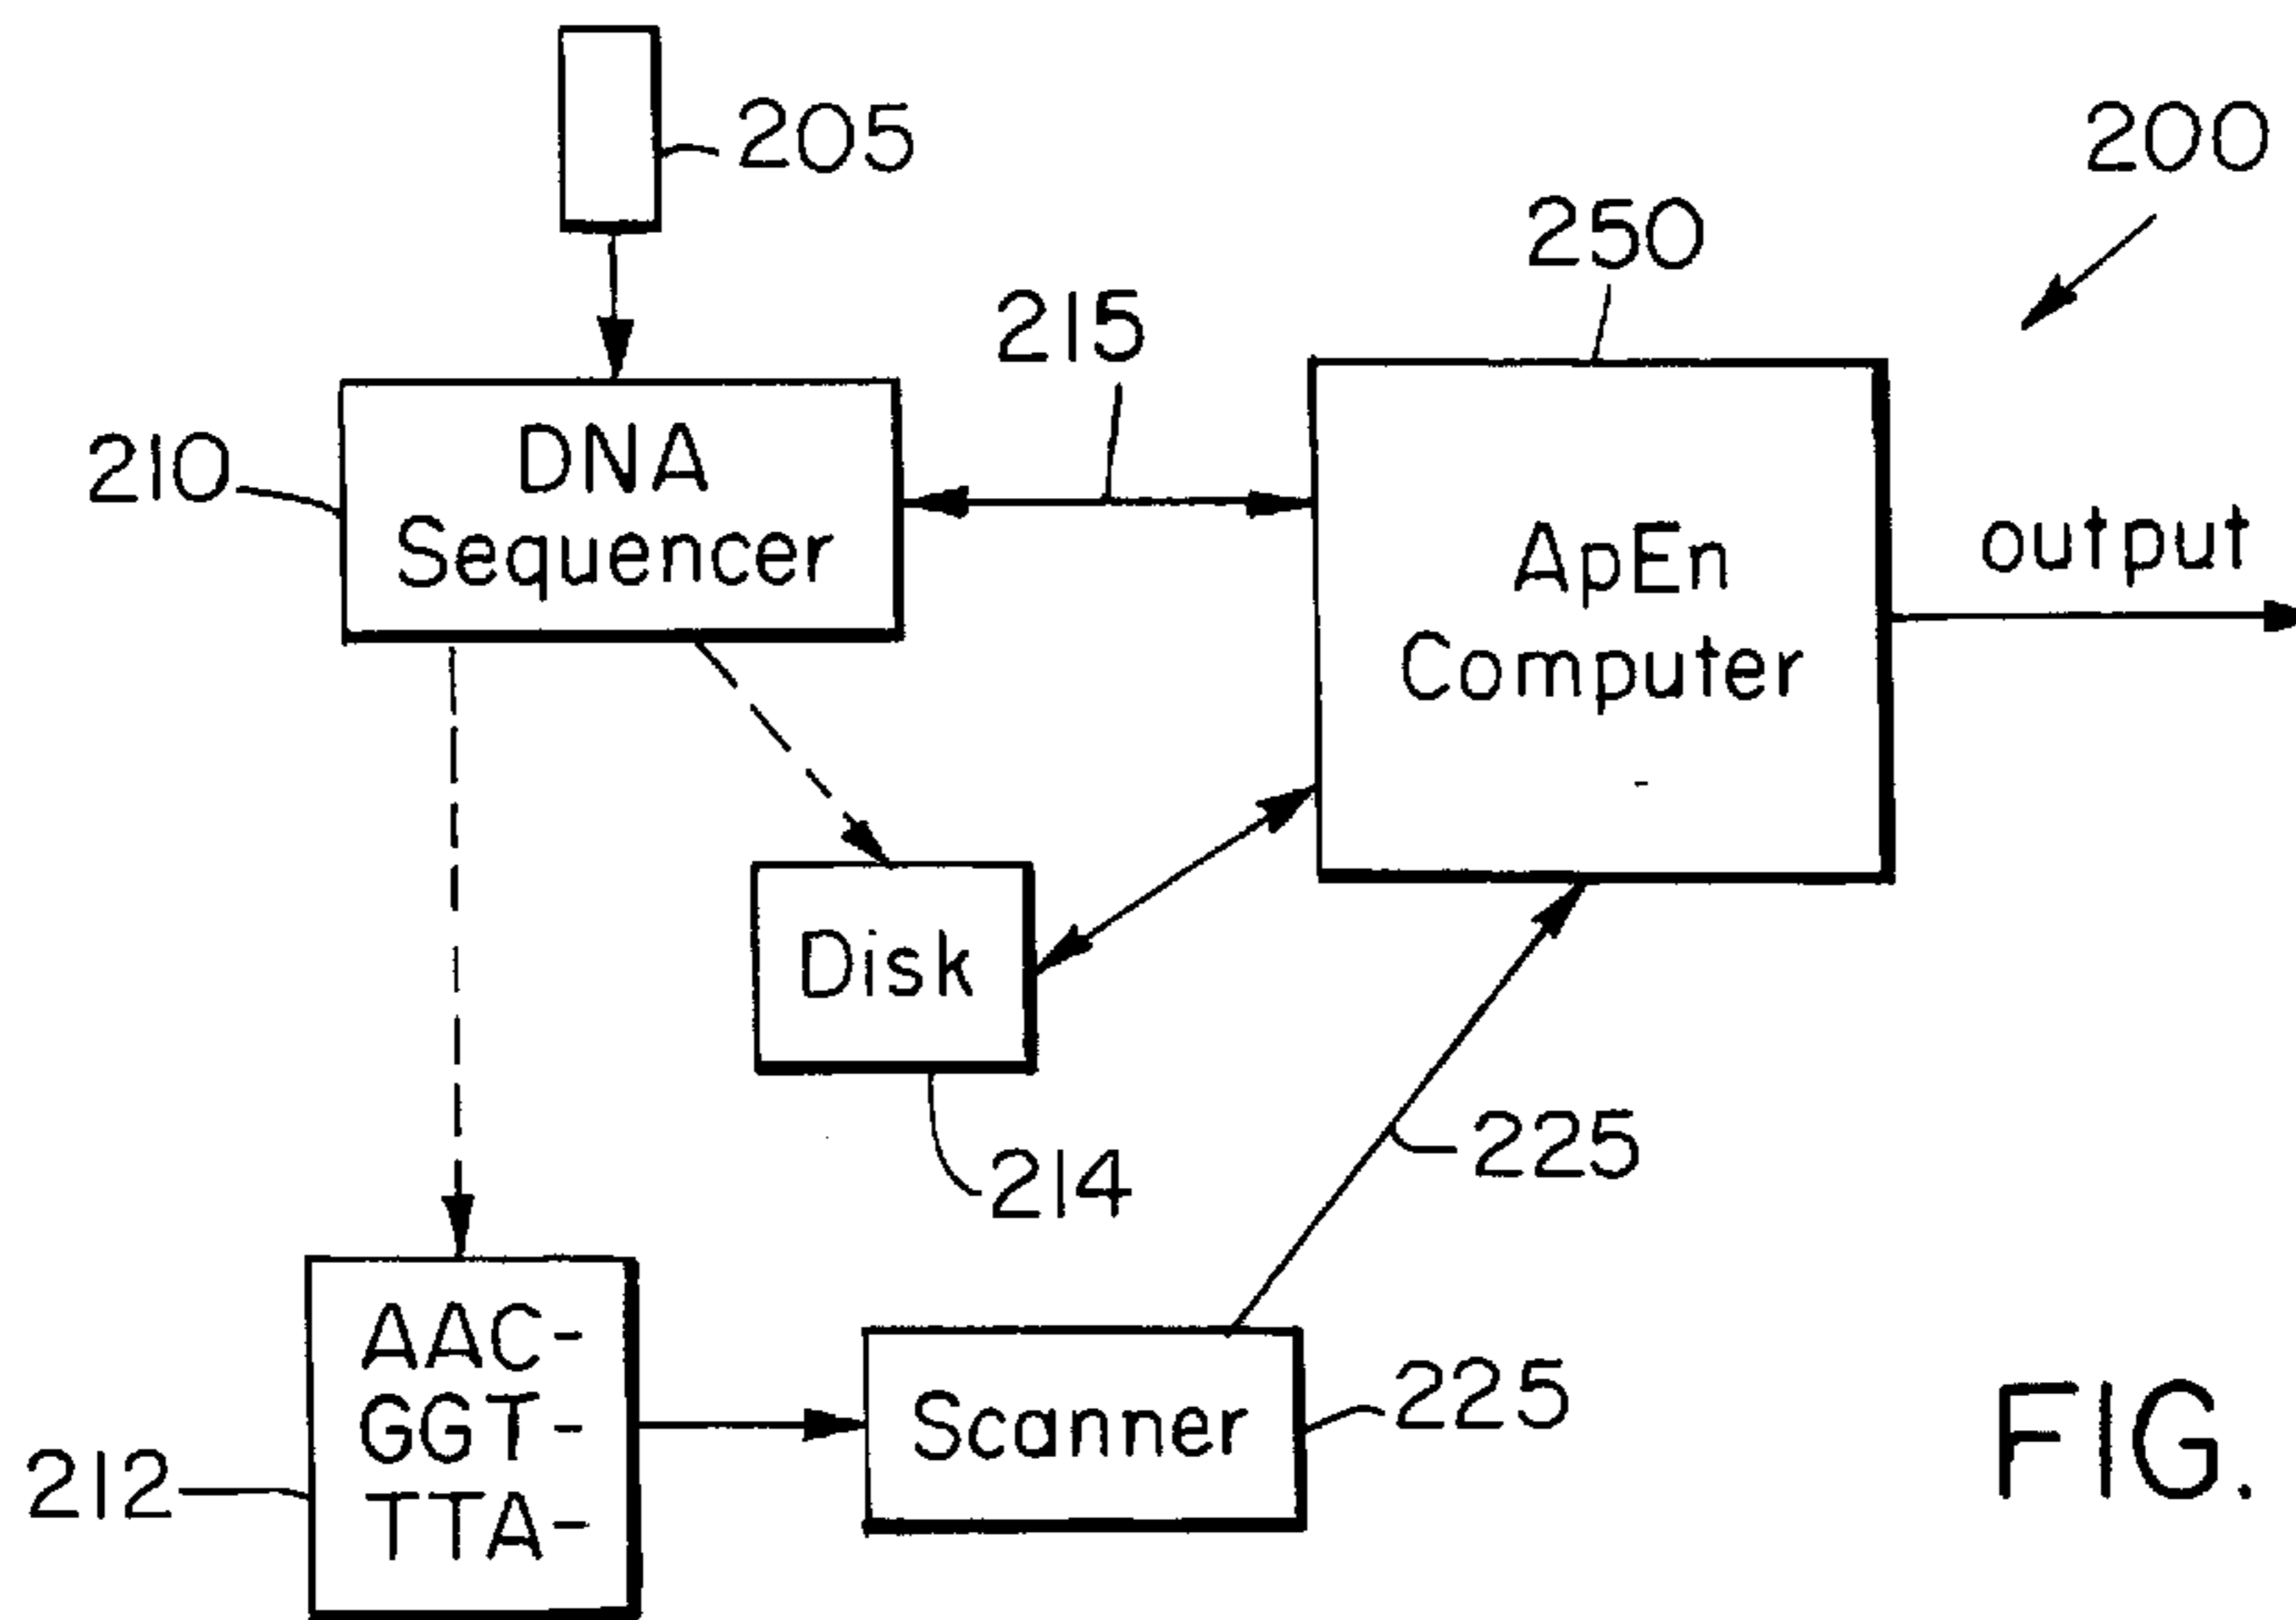 205
200
250
215
210
DNA
Sequencer
ApEn
Computer
output
Disk
214
225
AAC-
GGT-
TTA-
212
Scanner
225
FIG.